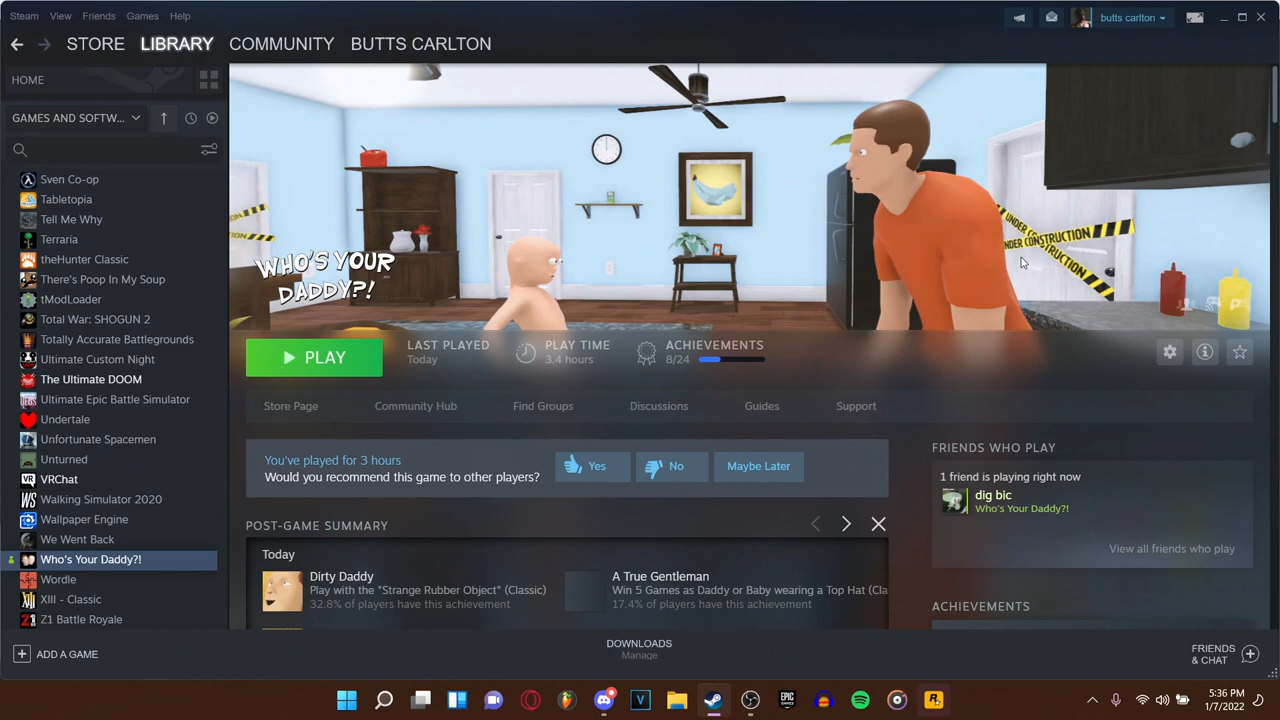 Steam View Friends Games Help
butts carlton
STORE LIBRARY COMMUNITY BUTTS CARLTON
HOME
GAMES AND SOFTW...
Sven Co-op
Tabletopia
Tell Me Why
Terraria
theHunter Classic
There's Poop In My Soup
tModLoader
Total War: SHOGUN 2
Totally Accurate Battlegrounds
Ultimate Custom Night
The Ultimate DOOM
Ultimate Epic Battle Simulator
Undertale
Unfortunate Spacemen
Unturned
VRChat
Walking Simulator 2020
Wallpaper Engine
We Went Back
Who's Your Daddy?!
Wordle
XIII - Classic
Z1 Battle Royale
WHO'S YOUR
DADDY?!
UNDER CONSTRUCTION
UNDER CONSTRUCTION
PLAY
LAST PLAYED
Today
PLAY TIME
3.4 hours
ACHIEVEMENTS
8/24
Store Page Community Hub Find Groups Discussions Guides Support
You've played for 3 hours
Would you recommend this game to other players?
Yes No Maybe Later
FRIENDS WHO PLAY
1 friend is playing right now
dig bic
Who's Your Daddy?!
View all friends who play
POST-GAME SUMMARY
Today
Dirty Daddy
Play with the "Strange Rubber Object" (Classic)
32.8% of players have this achievement
A True Gentleman
Win 5 Games as Daddy or Baby wearing a Top Hat (Cla
17.4% of players have this achievement
ACHIEVEMENTS
ADD A GAME
DOWNLOADS
Manage
FRIENDS
& CHAT
5:36 PM
1/7/2022